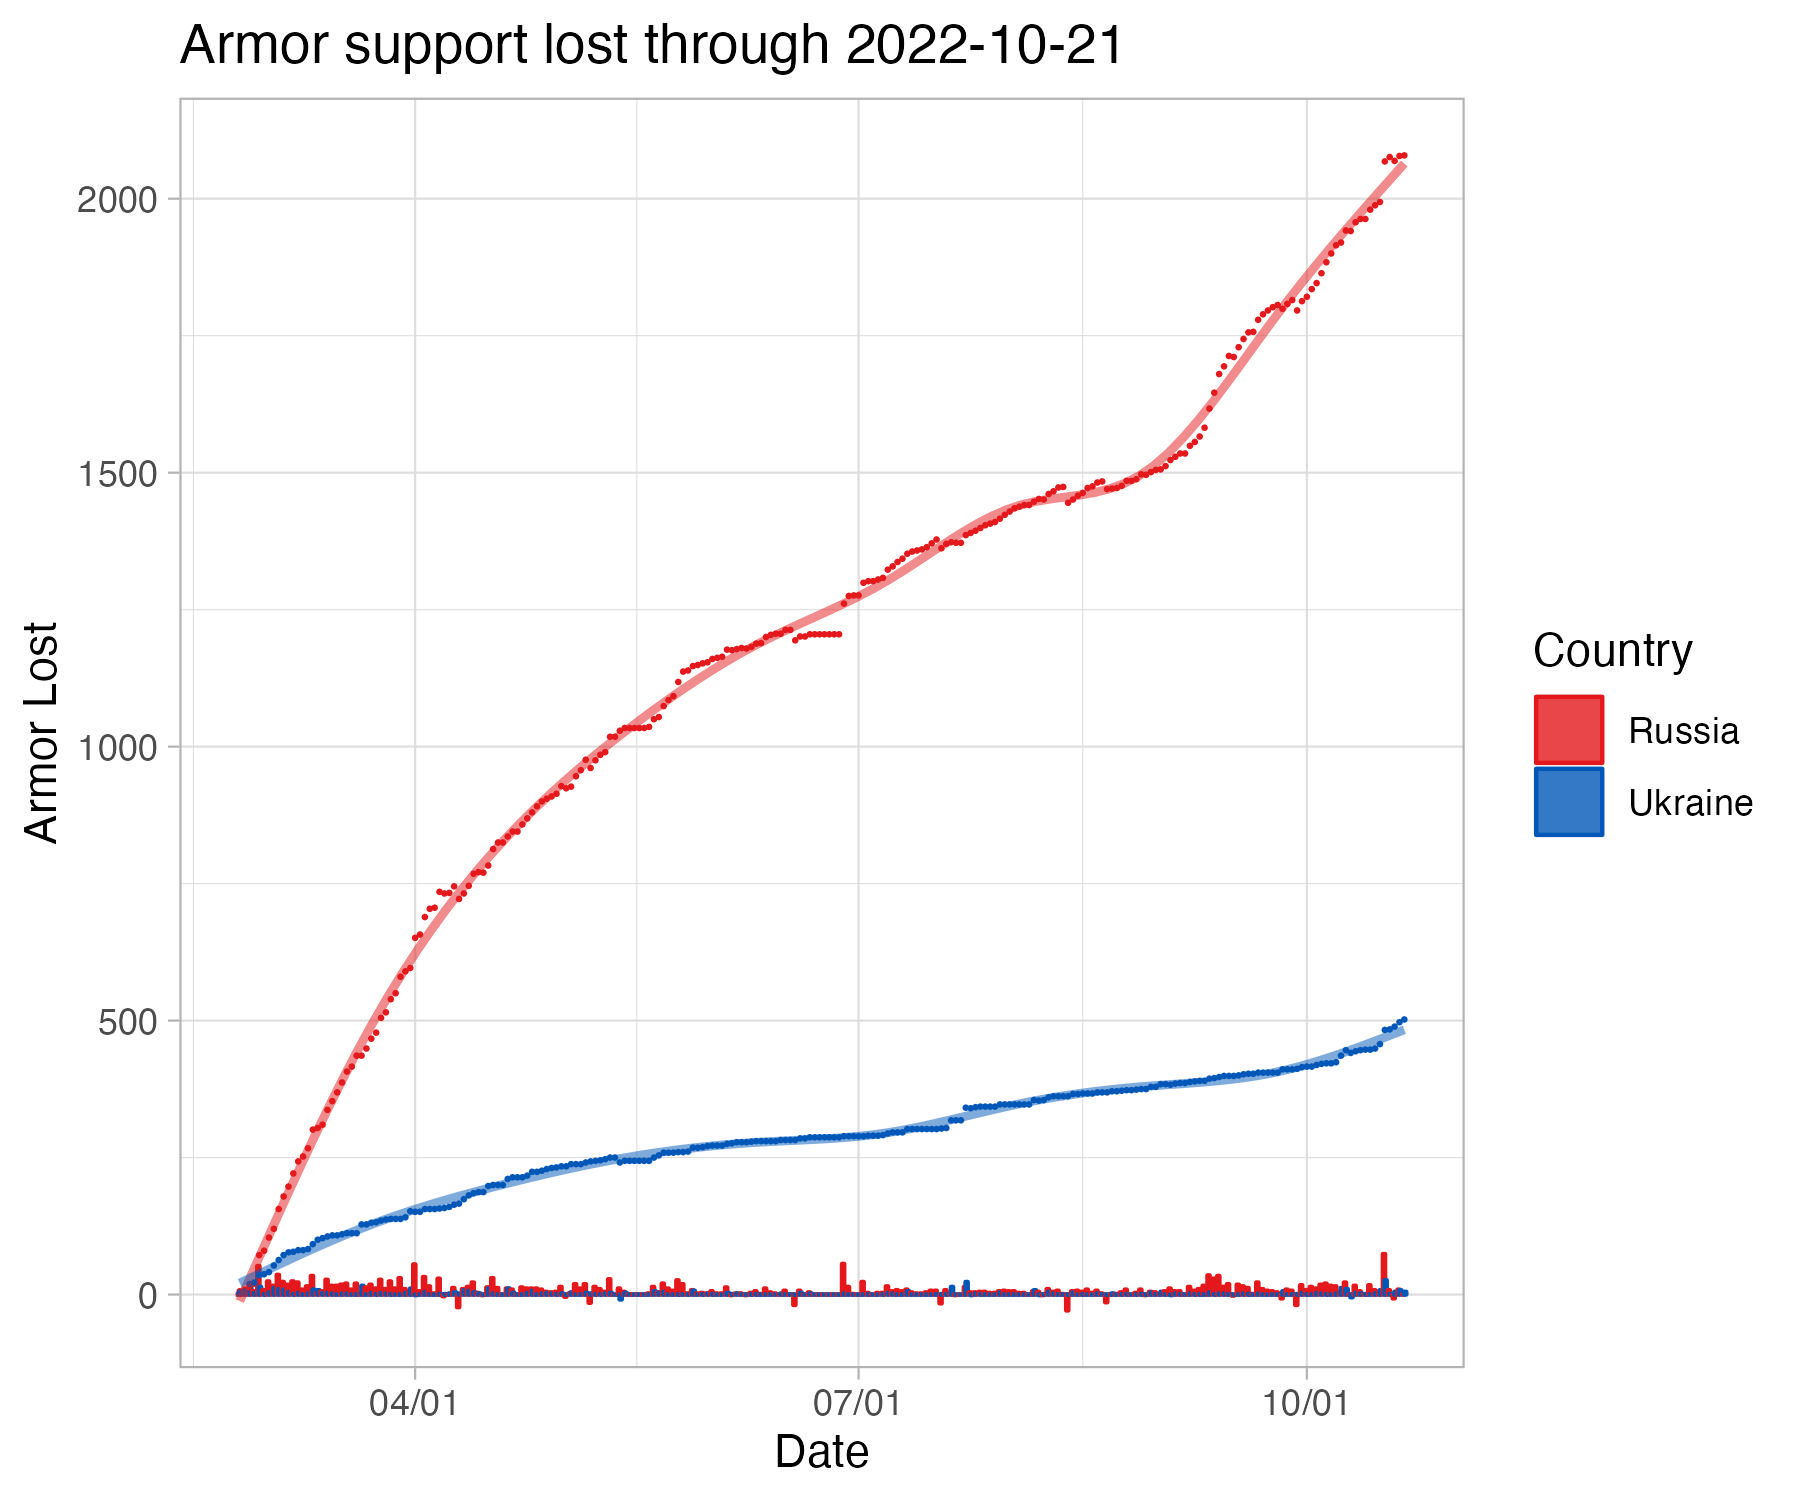 Armor support lost through 2022-10-21
Armor Lost
2000
1500
1000
500
0
04/01
07/01
10/01
Date
Country
Russia
Ukraine